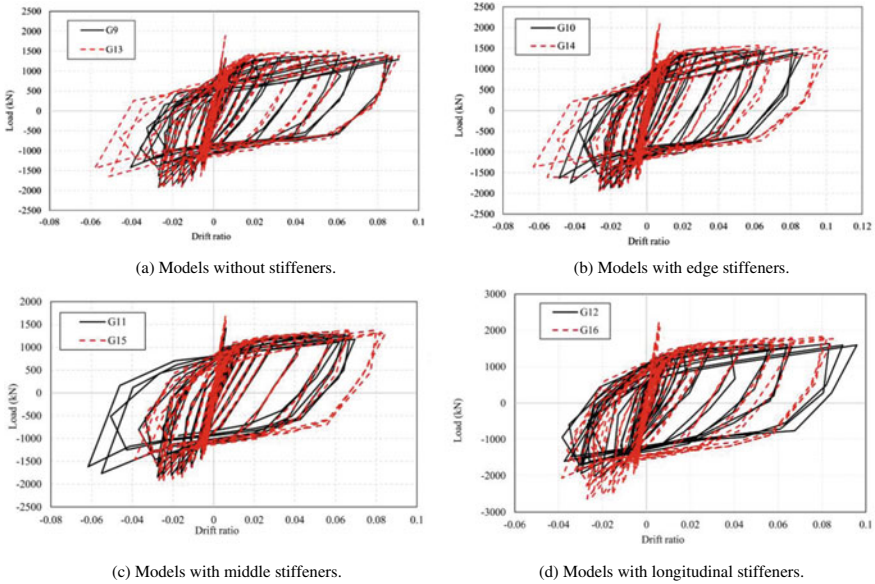 2500
2000
1500
1000
500
0
-500
-1000
-1500
-2000
-2500
Load (kN)
G9
G13
-0.08 -0.06 -0.04 -0.02 0 0.02 0.04 0.06 0.08 0.1
Drift ratio
(a) Models without stiffeners.
2500
2000
1500
1000
500
0
-500
-1000
-1500
-2000
-2500
Load (kN)
G10
G14
-0.08 -0.06 -0.04 -0.02 0 0.02 0.04 0.06 0.08 0.1 0.12
Drift ratio
(b) Models with edge stiffeners.
2000
1500
1000
500
0
-500
-1000
-1500
-2000
-2500
Load (kN)
G11
G15
-0.08 -0.06 -0.04 -0.02 0 0.02 0.04 0.06 0.08 0.1
Drift ratio
(c) Models with middle stiffeners.
3000
2000
1000
0
-1000
-2000
-3000
Load (kN)
G12
G16
-0.06 -0.04 -0.02 0 0.02 0.04 0.06 0.08 0.1
Drift ratio
(d) Models with longitudinal stiffeners.